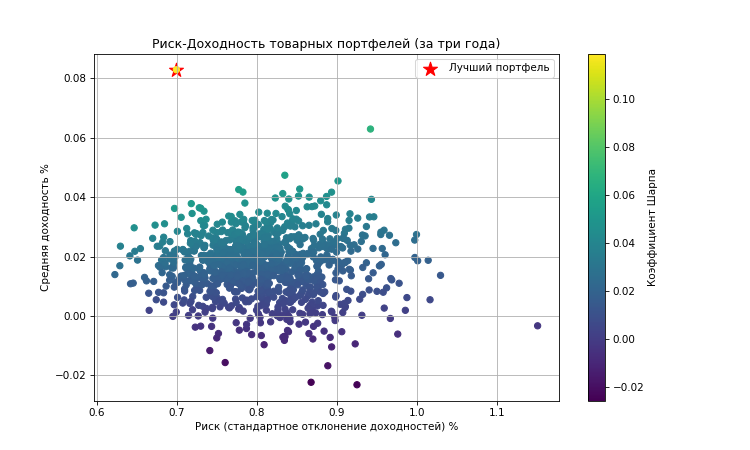 Риск-Доходность товарных портфелей (за три года)
Лучший портфель
Средняя доходность %
0.08
0.06
0.04
0.02
0.00
−0.02
0.6 0.7 0.8 0.9 1.0 1.1
Риск (стандартное отклонение доходностей) %
0.10
0.08
0.06
0.04
0.02
0.00
−0.02
Коэффициент Шарпа